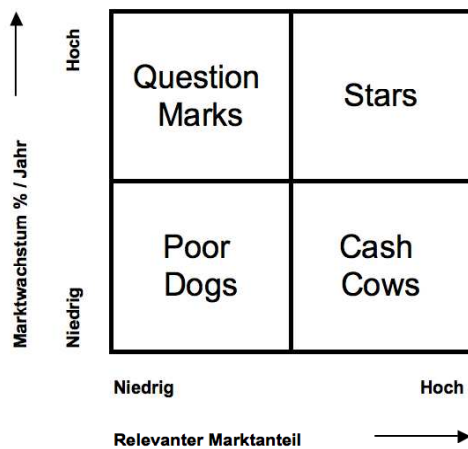 Hoch
Question
Marks
Stars
Marktwachstum % / Jahr
Poor
Dogs
Cash
Cows
Niedrig
Niedrig
Hoch
Relevanter Marktanteil